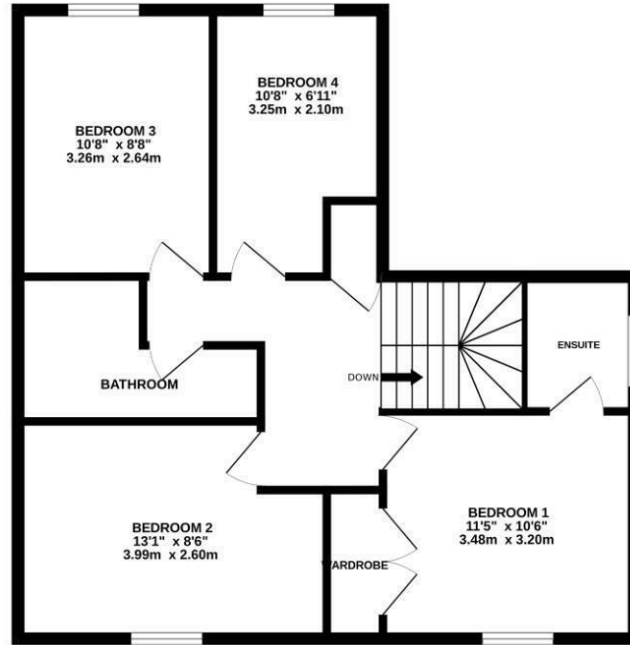 BEDROOM 3
10'8" x 8'8"
3.26m x 2.64m
BEDROOM 4
10'8" x 6'11"
3.25m x 2.10m
BATHROOM
DOWN
ENSUITE
BEDROOM 2
13'1" x 8'6"
3.99m x 2.60m
WARDROBE
BEDROOM 1
11'5" x 10'6"
3.48m x 3.20m